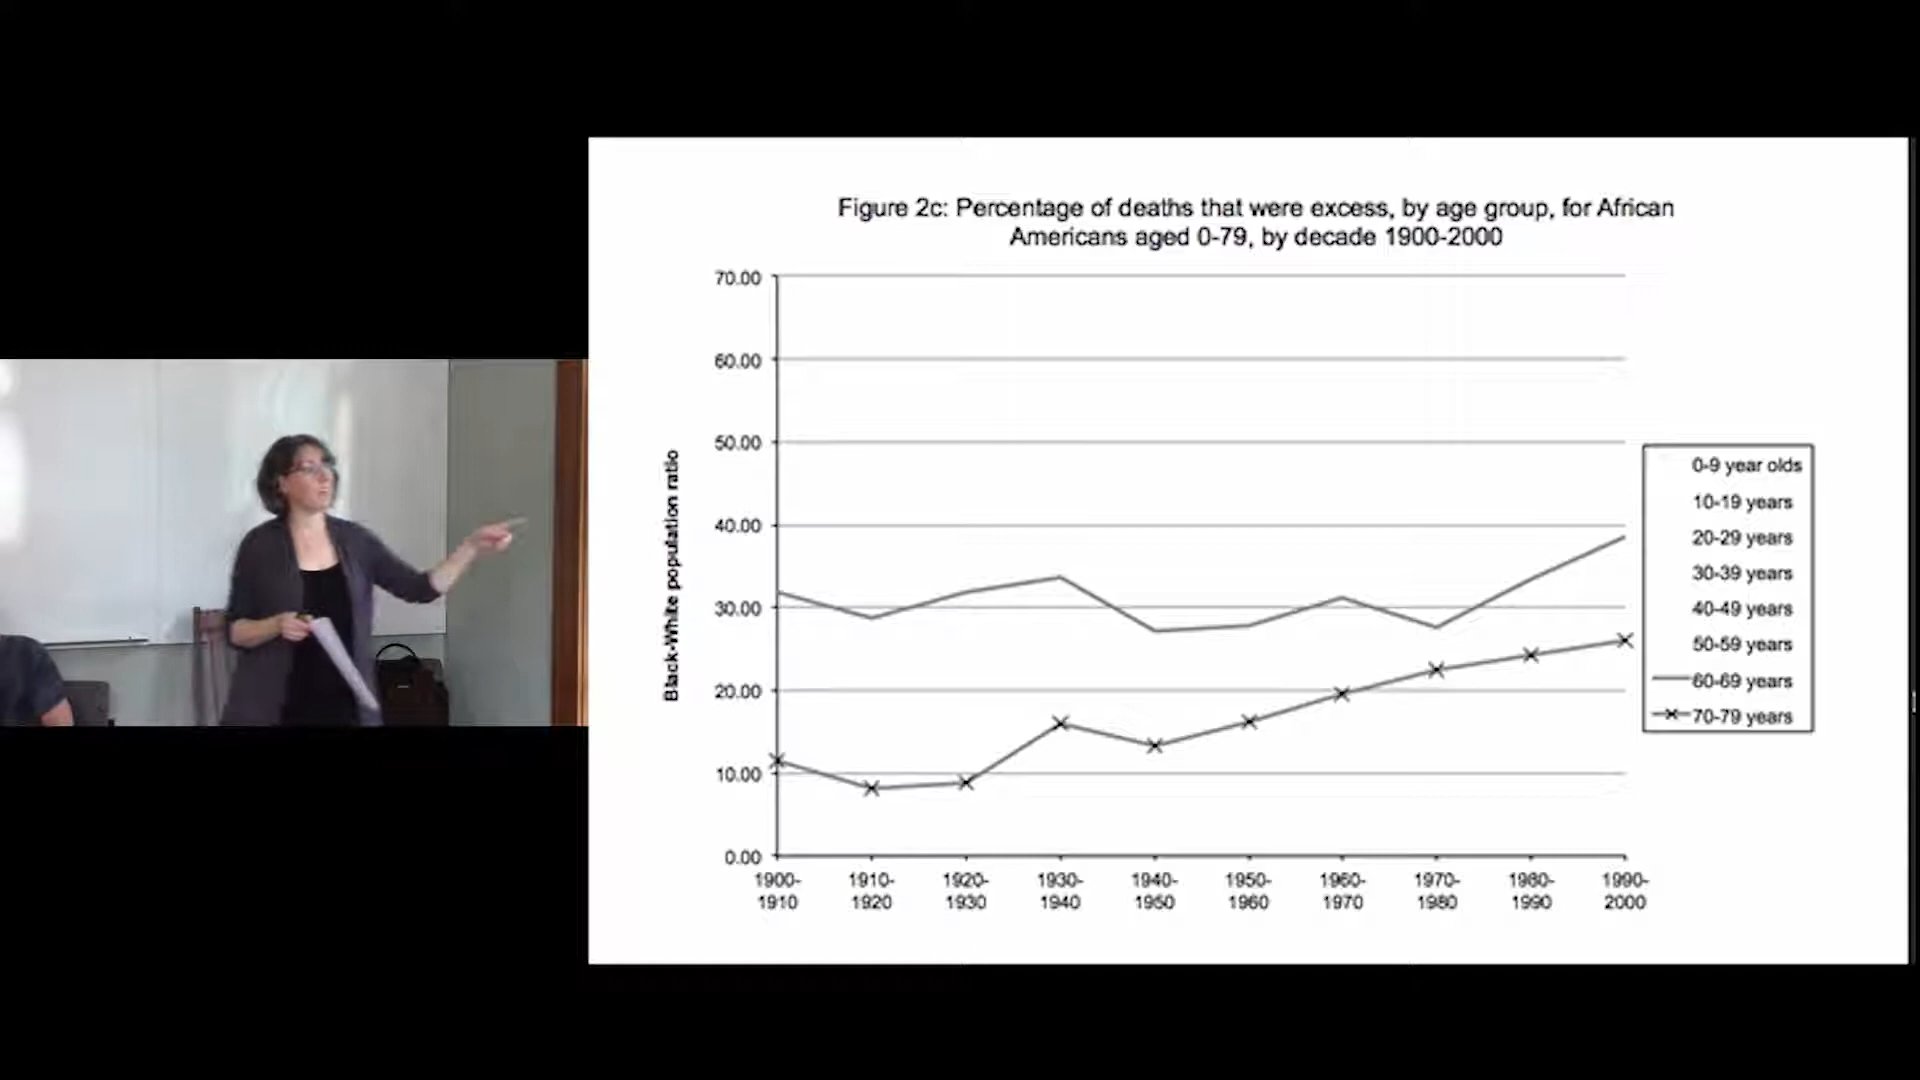 Figure 2c: Percentage of deaths that were excess, by age group, for African
Americans aged 0-79, by decade 1900-2000
70.00
60.00
50.00
40.00
30.00
20.00
10.00
0.00
Black-White population ratio
1900-
1910
1910-
1920
1920-
1930
1930-
1940
1940-
1950
1950-
1960
1960-
1970
1970-
1980
1980-
1990
1990-
2000
0-9 year olds
10-19 years
20-29 years
30-39 years
40-49 years
50-59 years
60-69 years
70-79 years